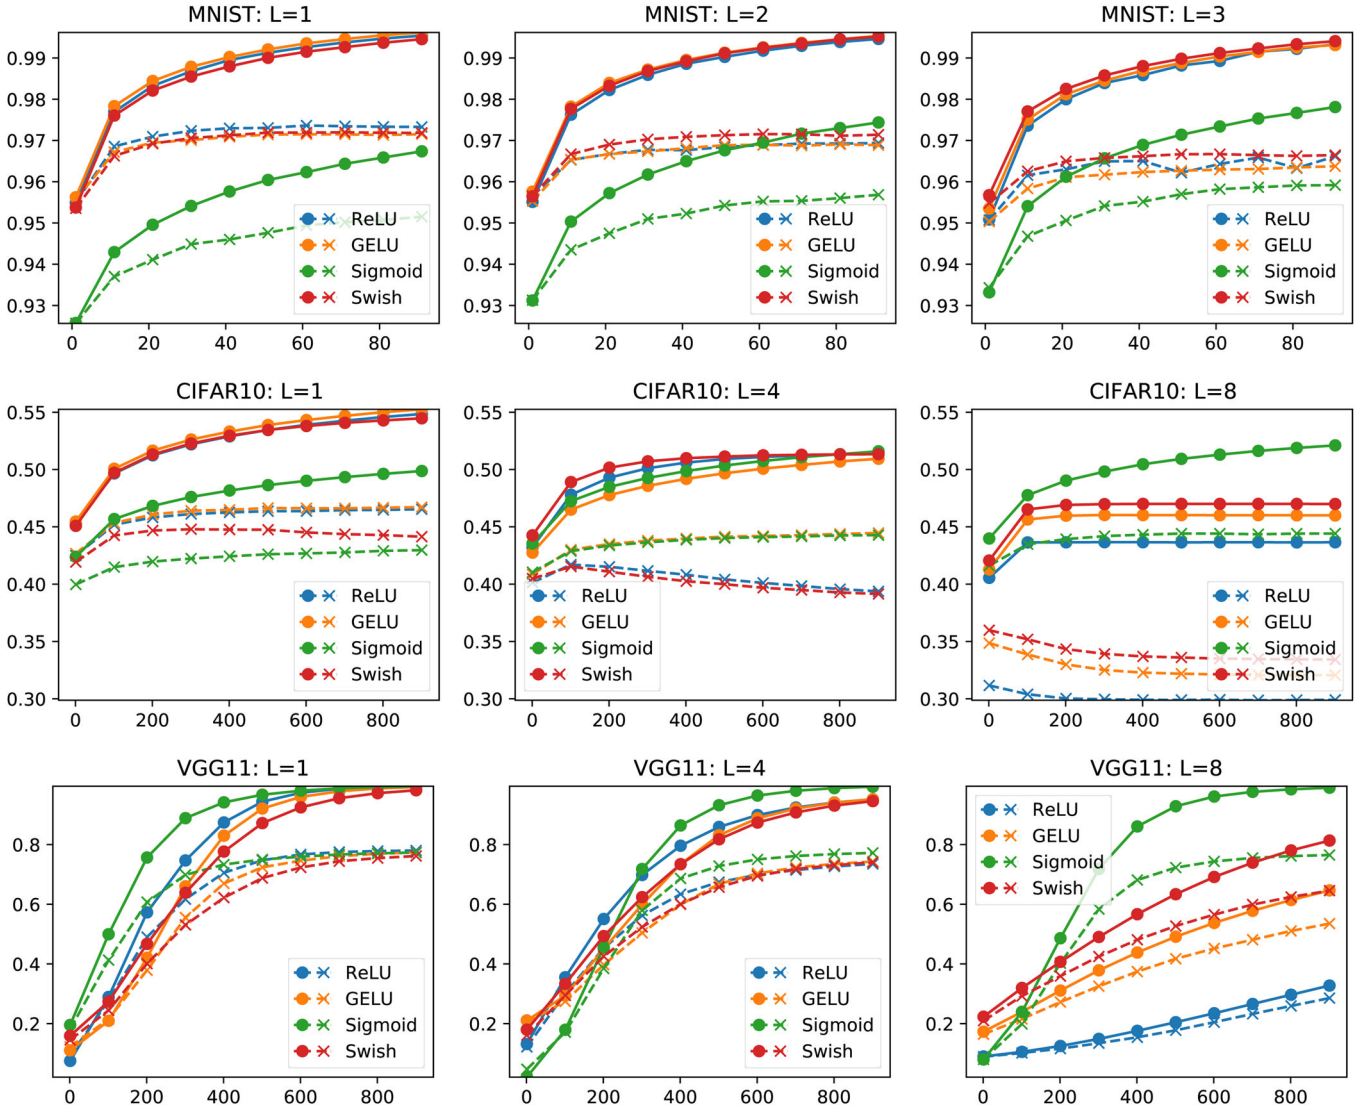 MNIST: L=1
0.99
0.98
0.97
0.96
0.95
0.94
0.93
ReLU
GELU
Sigmoid
Swish
0 20 40 60 80
MNIST: L=2
0.99
0.98
0.97
0.96
0.95
0.94
0.93
ReLU
GELU
Sigmoid
Swish
0 20 40 60 80
MNIST: L=3
0.99
0.98
0.97
0.96
0.95
0.94
0.93
ReLU
GELU
Sigmoid
Swish
0 20 40 60 80
CIFAR10: L=1
0.55
0.50
0.45
0.40
0.35
0.30
ReLU
GELU
Sigmoid
Swish
0 200 400 600 800
CIFAR10: L=4
0.55
0.50
0.45
0.40
0.35
0.30
ReLU
GELU
Sigmoid
Swish
0 200 400 600 800
CIFAR10: L=8
0.55
0.50
0.45
0.40
0.35
0.30
ReLU
GELU
Sigmoid
Swish
0 200 400 600 800
VGG11: L=1
0.8
0.6
0.4
0.2
ReLU
GELU
Sigmoid
Swish
0 200 400 600 800
VGG11: L=4
0.8
0.6
0.4
0.2
ReLU
GELU
Sigmoid
Swish
0 200 400 600 800
VGG11: L=8
0.8
0.6
0.4
0.2
ReLU
GELU
Sigmoid
Swish
0 200 400 600 800